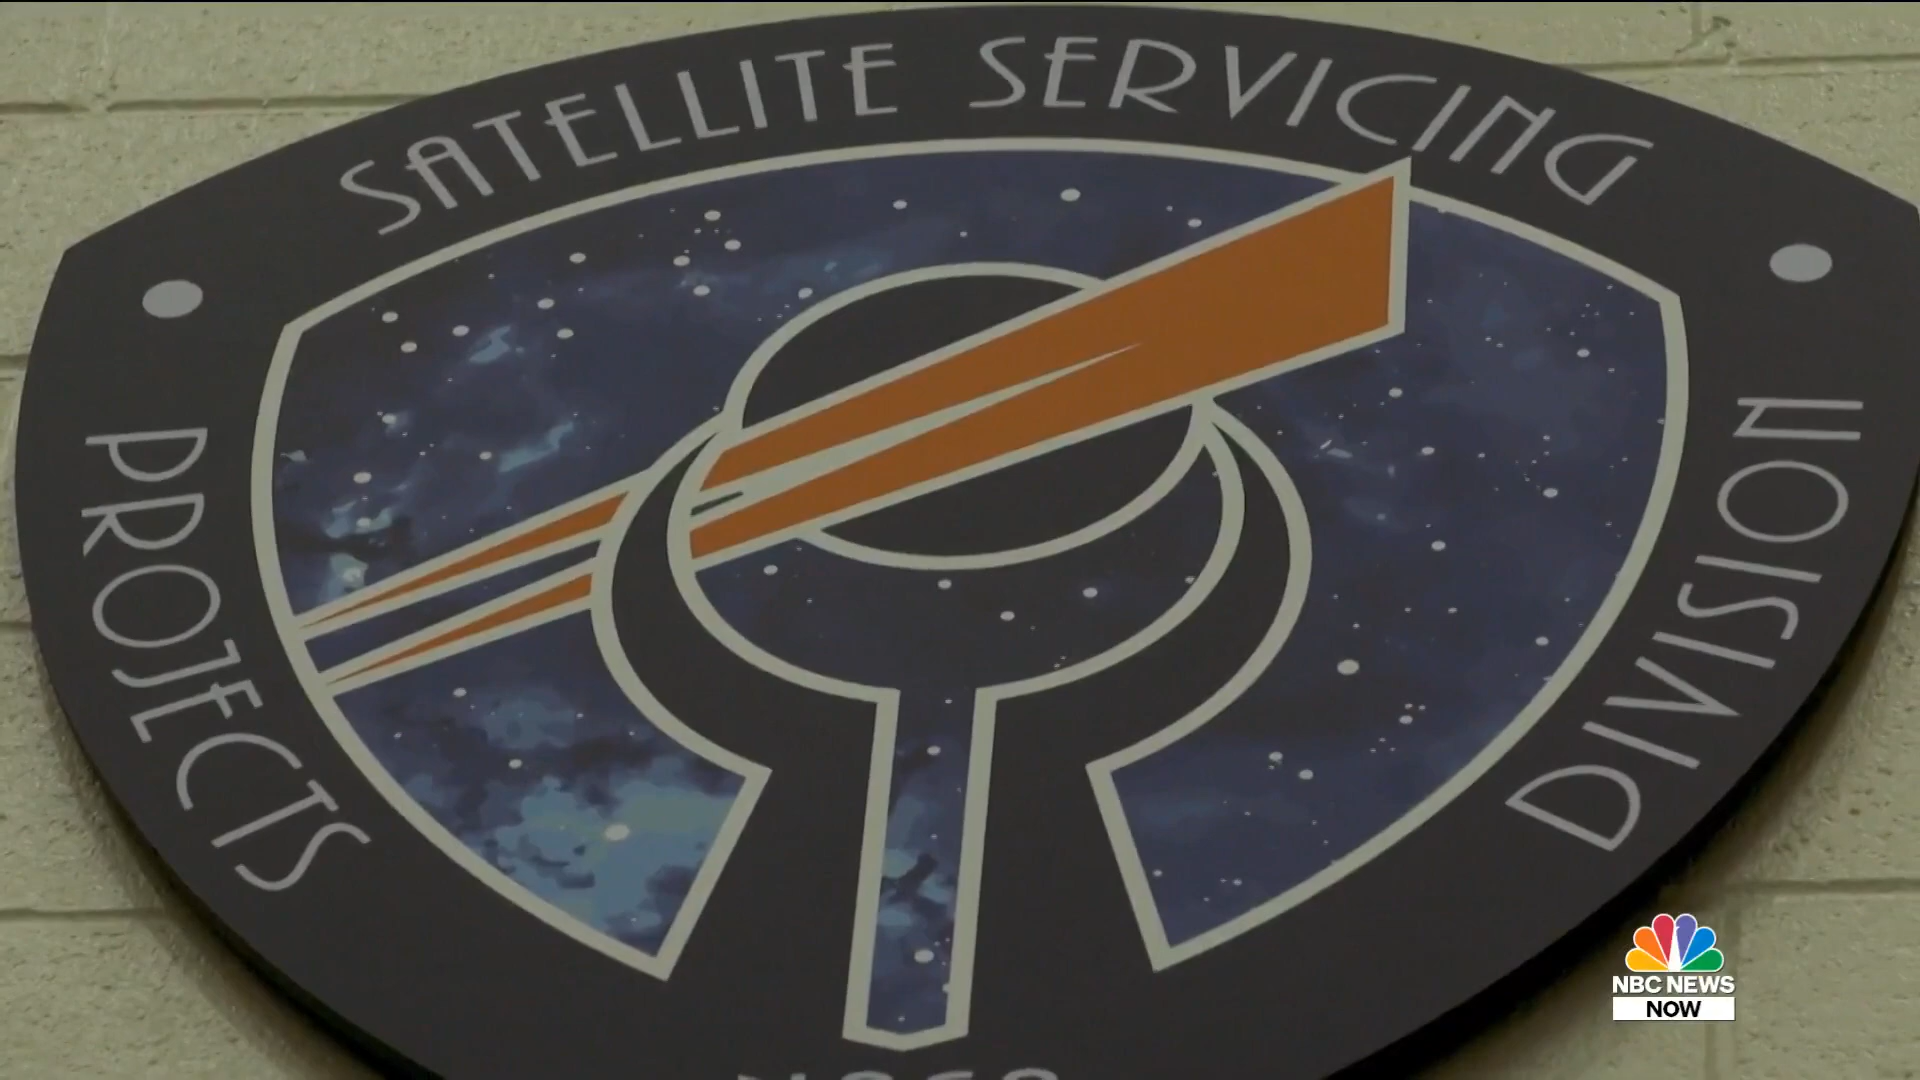 SATELLITE SERVICING
PROJECTS
DIVISION
NBC NEWS
NOW